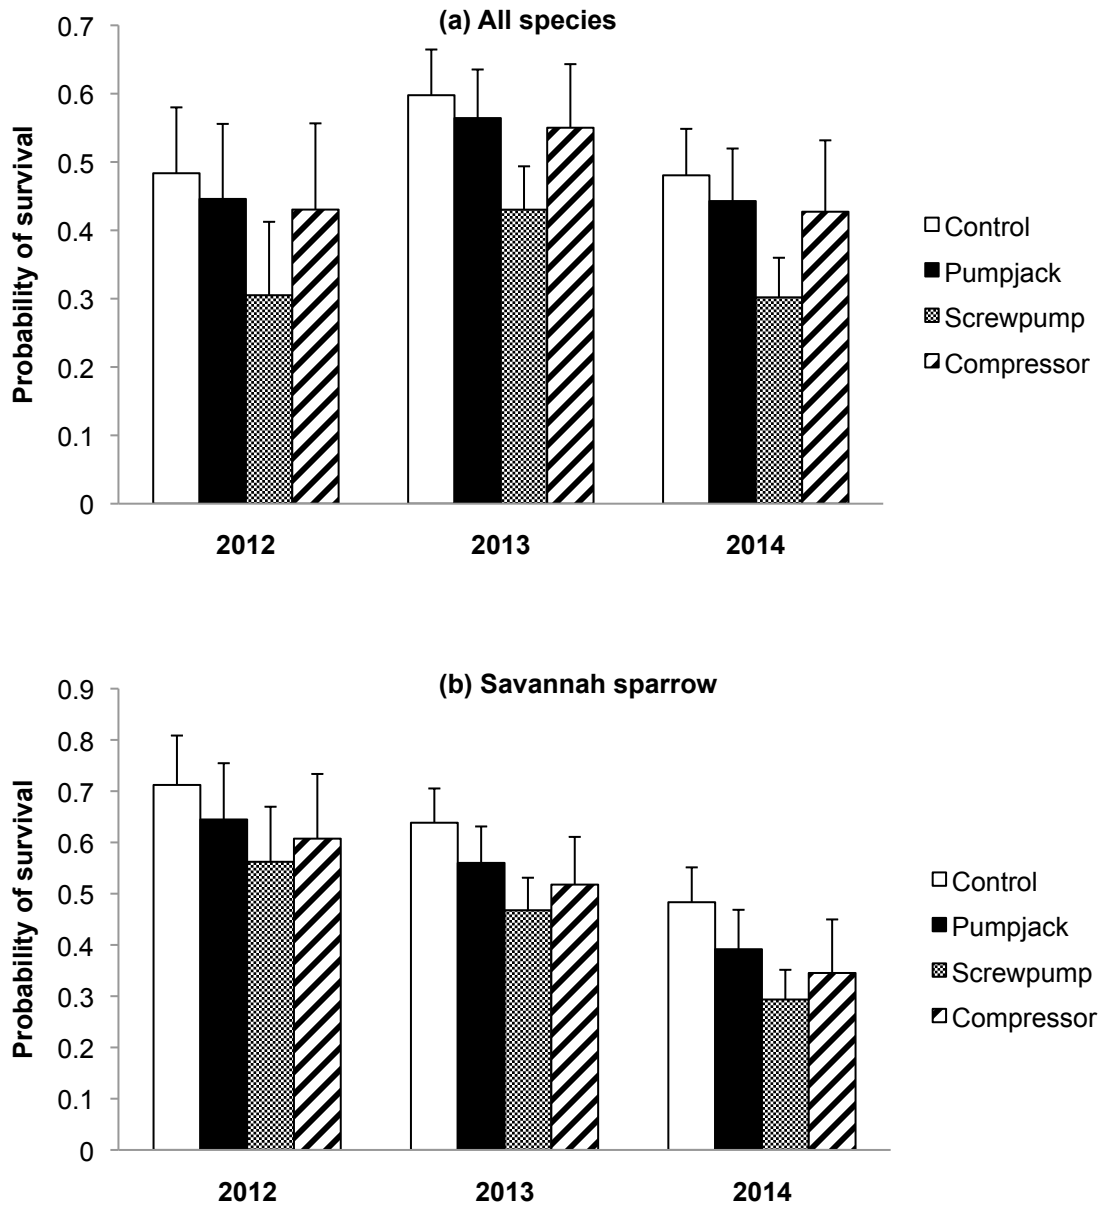 (a) All species
0.7
0.6
0.5
0.4
0.3
0.2
0.1
0
Probability of survival
2012 2013 2014
Control
Pumpjack
Screwpump
Compressor
(b) Savannah sparrow
0.9
0.8
0.7
0.6
0.5
0.4
0.3
0.2
0.1
0
Probability of survival
2012 2013 2014
Control
Pumpjack
Screwpump
Compressor